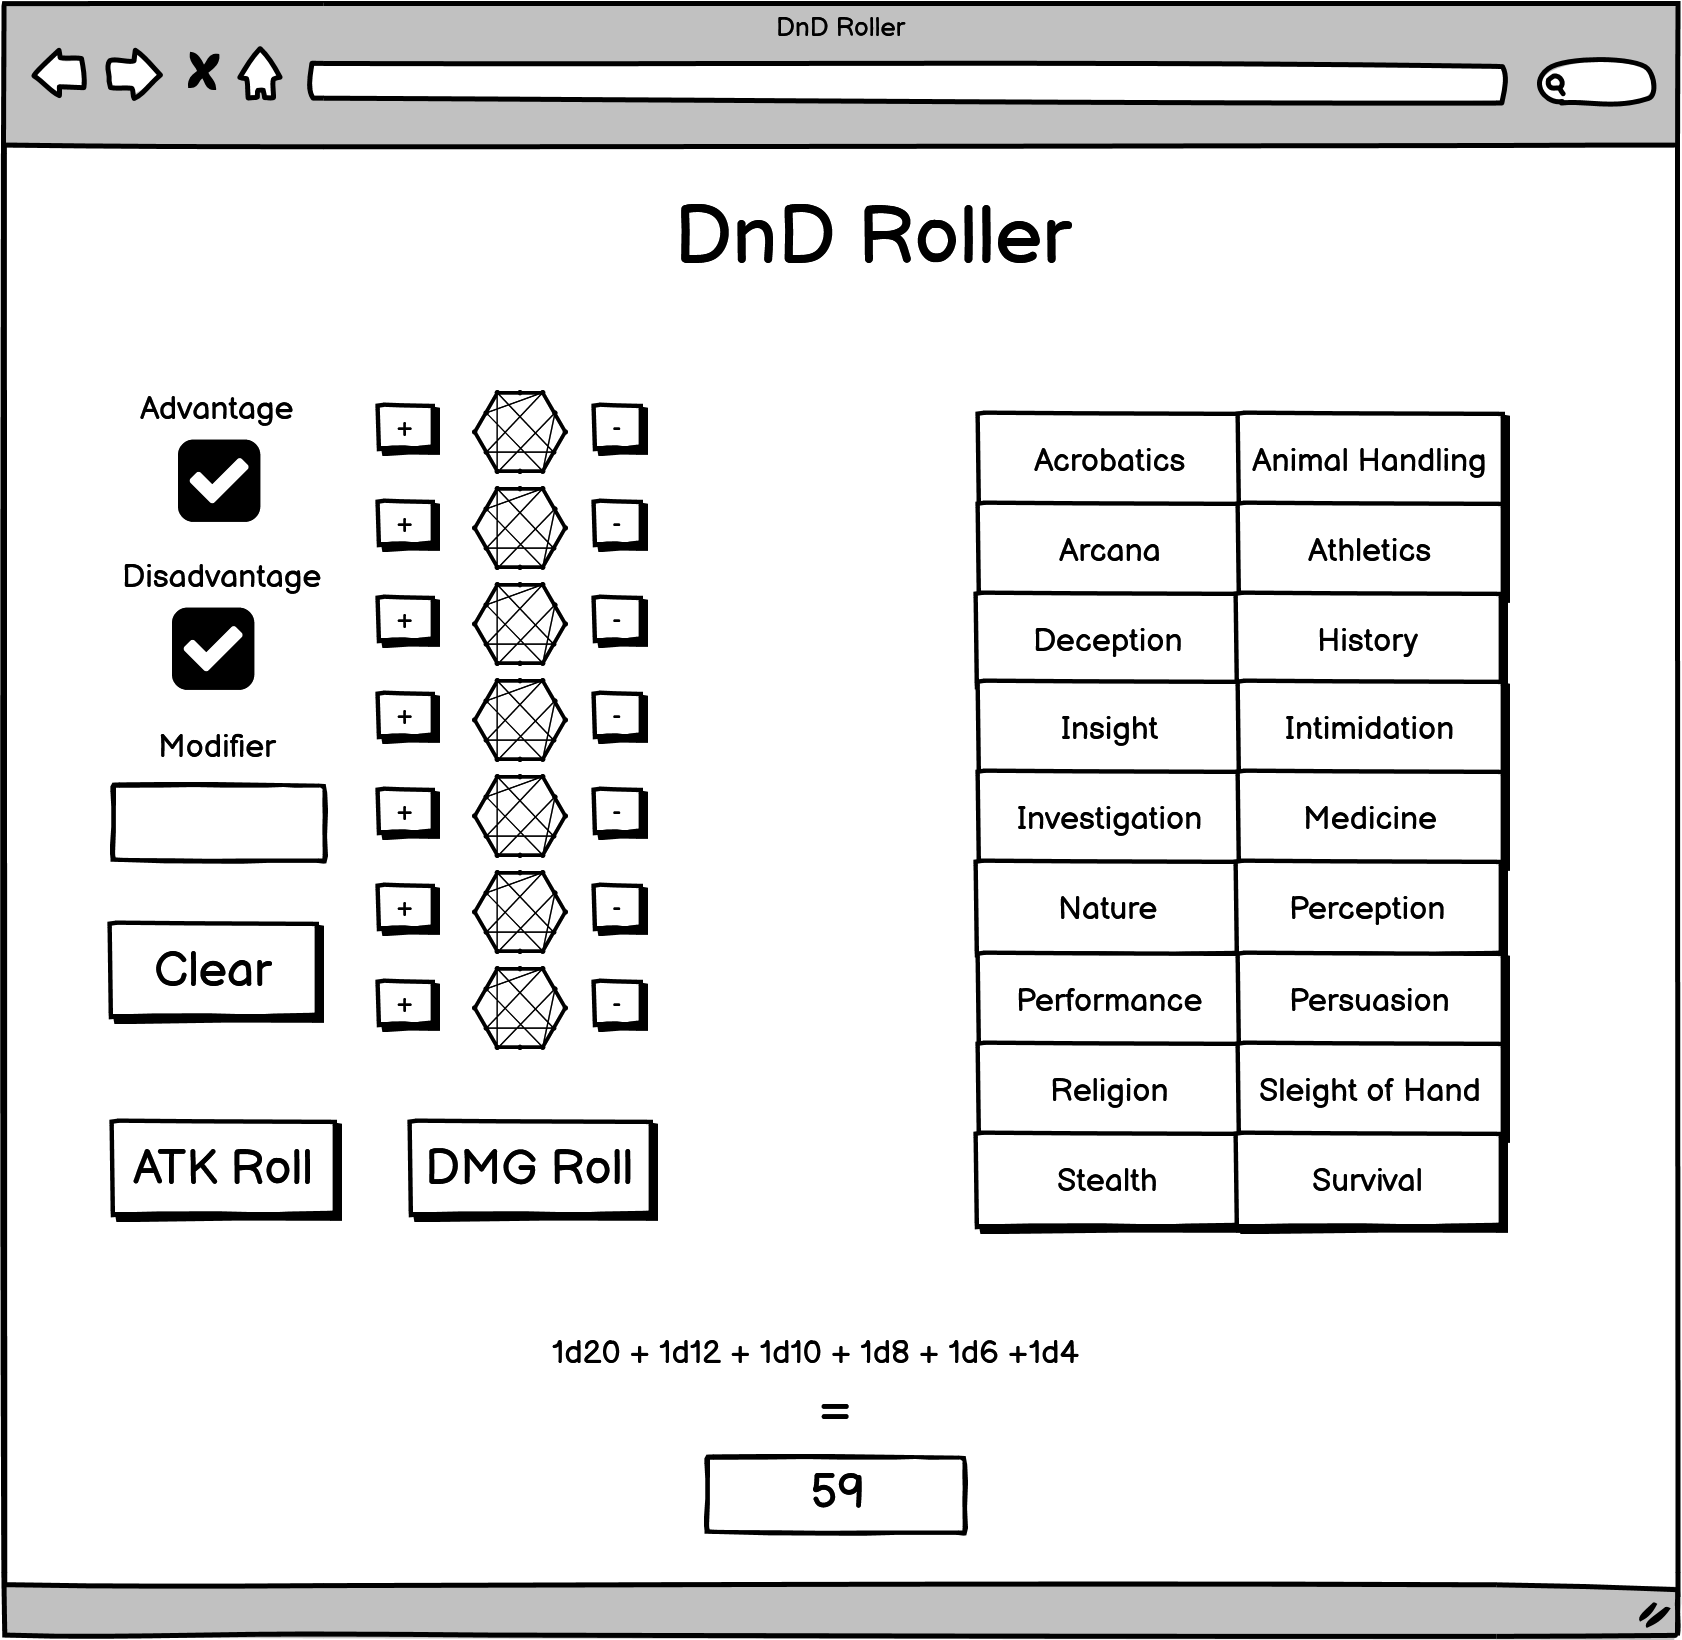 DnD Roller
DnD Roller
Advantage
Disadvantage
Modifier
Clear
+ -
+ -
+ -
+ -
+ -
+ -
+ -
ATK Roll DMG Roll
Acrobatics Animal Handling
Arcana Athletics
Deception History
Insight Intimidation
Investigation Medicine
Nature Perception
Performance Persuasion
Religion Sleight of Hand
Stealth Survival
1d20 + 1d12 + 1d10 + 1d8 + 1d6 +1d4
=
59